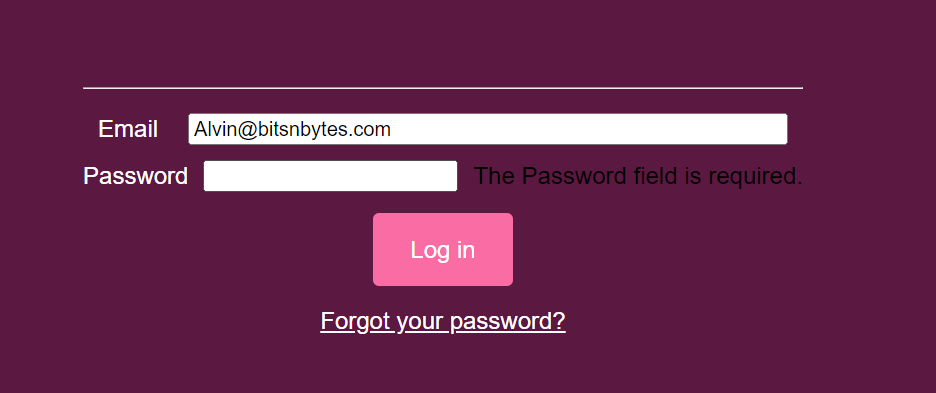 Email Alvin@bitsnbytes.com
Password The Password field is required.
Log in
Forgot your password?